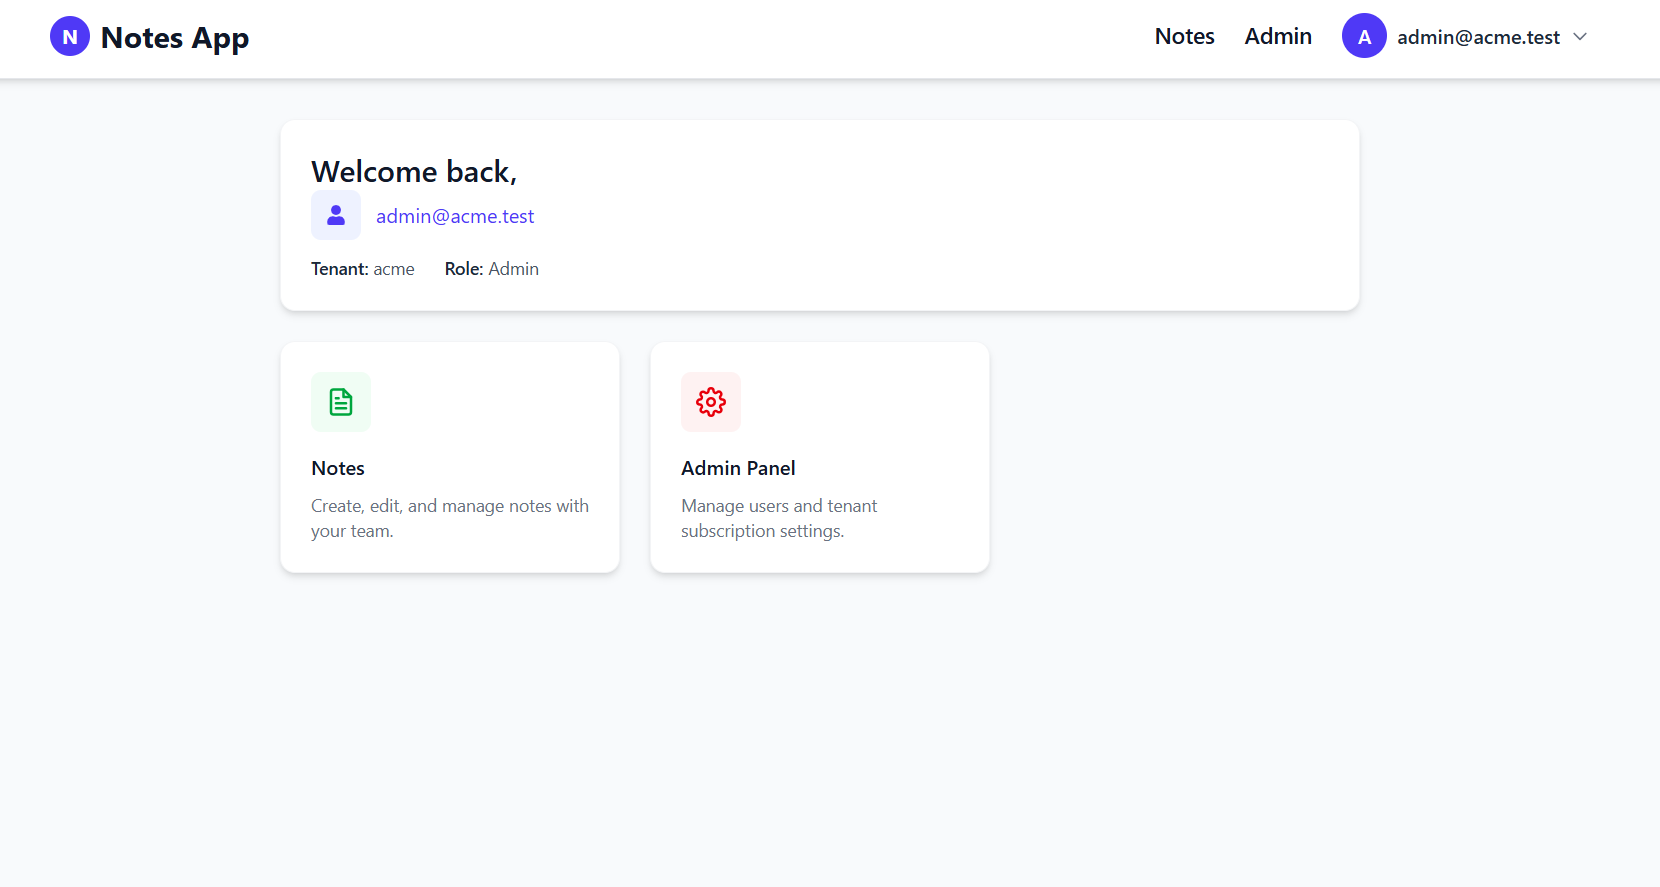 N Notes App
Notes Admin A admin@acme.test
Welcome back,
admin@acme.test
Tenant: acme Role: Admin
Notes
Create, edit, and manage notes with
your team.
Admin Panel
Manage users and tenant
subscription settings.